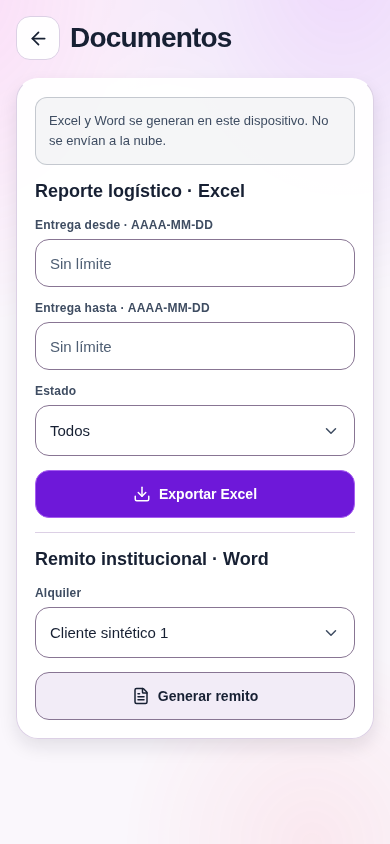 Documentos
Excel y Word se generan en este dispositivo. No
se envían a la nube.
Reporte logístico · Excel
Entrega desde · AAAA-MM-DD
Sin límite
Entrega hasta · AAAA-MM-DD
Sin límite
Estado
Todos
Exportar Excel
Remito institucional · Word
Alquiler
Cliente sintético 1
Generar remito